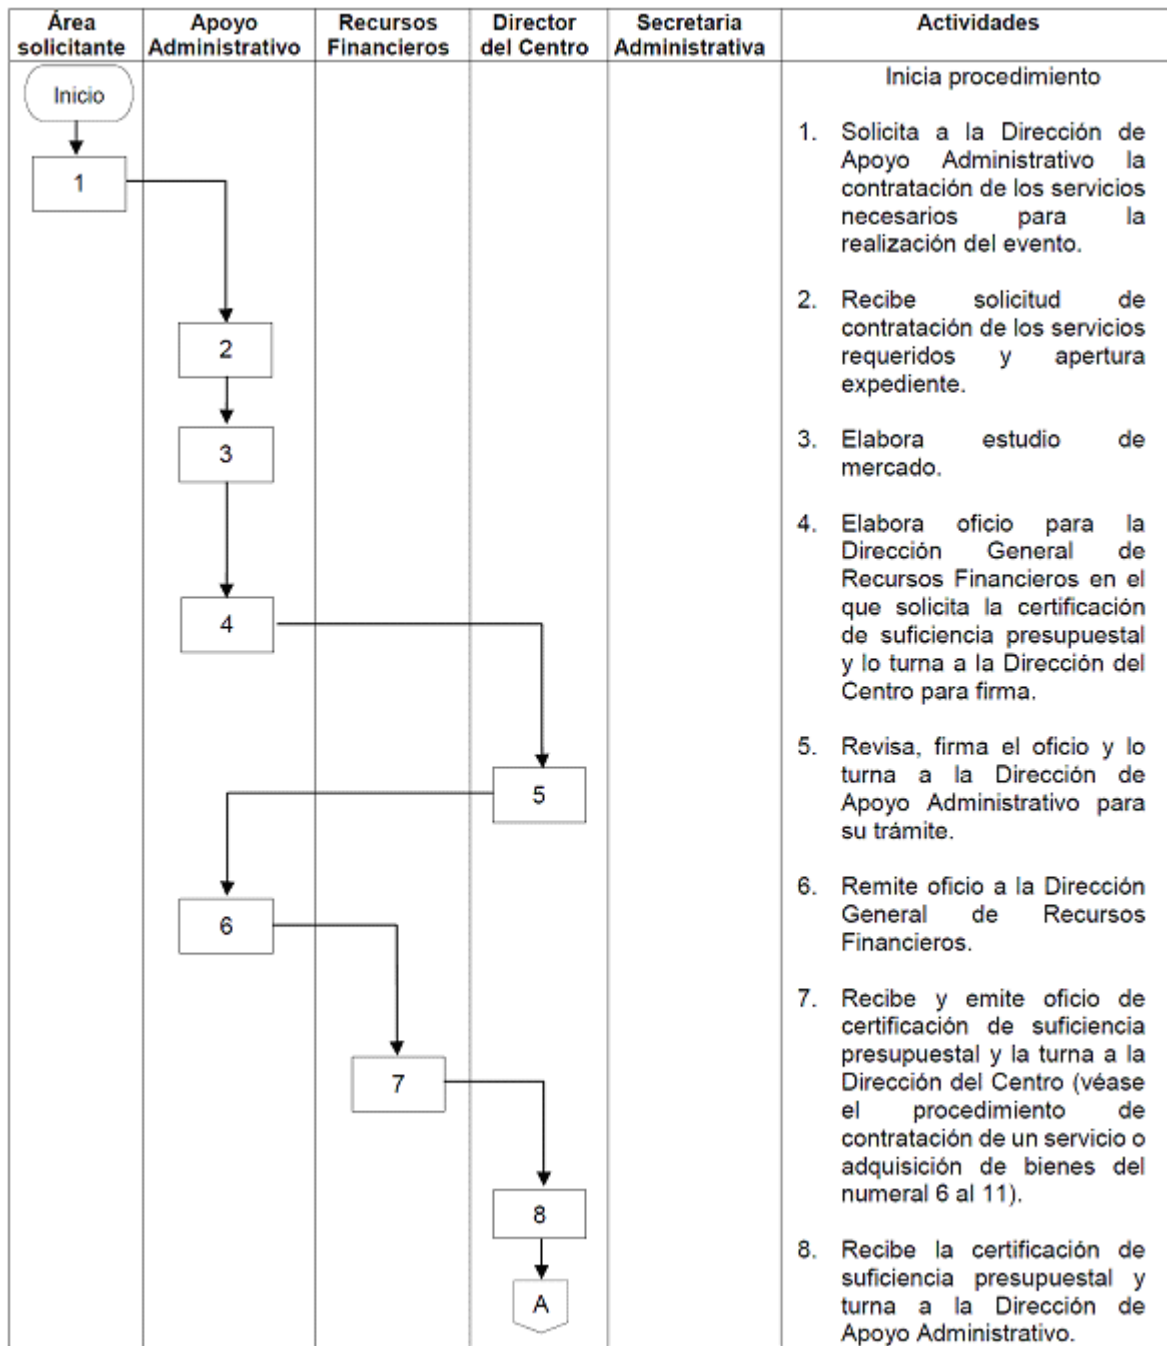 Área solicitante
Apoyo Administrativo
Recursos Financieros
Director del Centro
Secretaria Administrativa
Actividades
Inicio
1
2
3
4
5
6
7
8
A
Inicia procedimiento
1. Solicita a la Dirección de
Apoyo Administrativo la
contratación de los servicios
necesarios para la
realización del evento.
2. Recibe solicitud de
contratación de los servicios
requeridos y apertura
expediente.
3. Elabora estudio de
mercado.
4. Elabora oficio para la
Dirección General de
Recursos Financieros en el
que solicita la certificación
de suficiencia presupuestal
y lo turna a la Dirección del
Centro para firma.
5. Revisa, firma el oficio y lo
turna a la Dirección de
Apoyo Administrativo para
su trámite.
6. Remite oficio a la Dirección
General de Recursos
Financieros.
7. Recibe y emite oficio de
certificación de suficiencia
presupuestal y la turna a la
Dirección del Centro (véase
el procedimiento de
contratación de un servicio o
adquisición de bienes del
numeral 6 al 11).
8. Recibe la certificación de
suficiencia presupuestal y
turna a la Dirección de
Apoyo Administrativo.